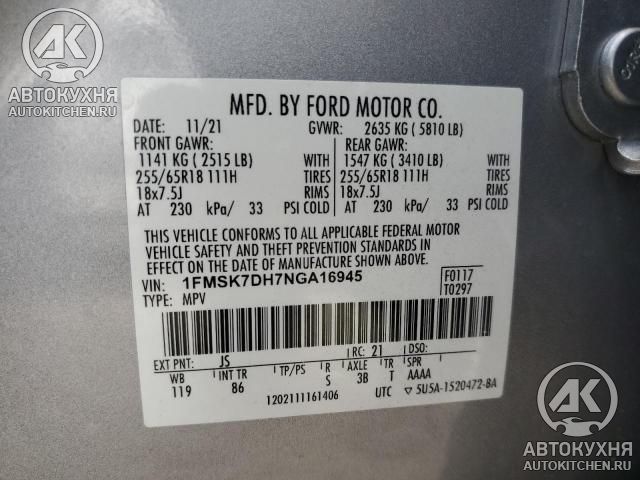 AK
АВТОКУХНЯ
AUTOKITCHEN.RU
MFD. BY FORD MOTOR CO.
DATE: 11/21 GVWR: 2635 KG ( 5810 LB)
FRONT GAWR: REAR GAWR:
1141 KG ( 2515 LB) WITH 1547 KG ( 3410 LB) WITH
255/65R18 111H TIRES 255/65R18 111H TIRES
18x7.5J RIMS 18x7.5J RIMS
AT 230 kPa/ 33 PSI COLD AT 230 kPa/ 33 PSI COLD
THIS VEHICLE CONFORMS TO ALL APPLICABLE FEDERAL MOTOR
VEHICLE SAFETY AND THEFT PREVENTION STANDARDS IN
EFFECT ON THE DATE OF MANUFACTURE SHOWN ABOVE.
VIN: 1FMSK7DH7NGA16945 F0117
TYPE: MPV T0297
EXT PNT: JS RC: 21 DSO:
WB INT TR TP/PS R AXLE TR SPR
119 86 S 3B T AAAA
1202111161406 UTC ▽ 5U5A-1520472-BA
AK
АВТОКУХНЯ
AUTOKITCHEN.RU